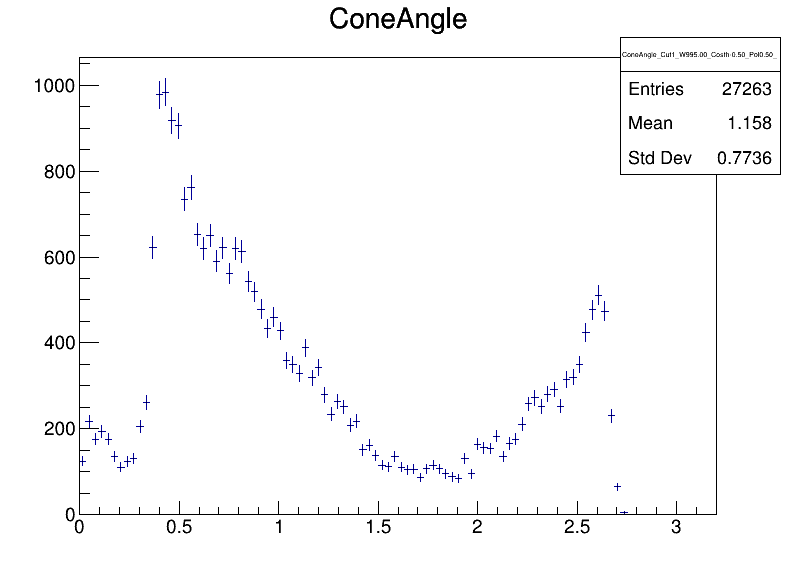 ConeAngle
ConeAngle_Cut1_W995.00_Costh-0.50_Pol0.50_
Entries 27263
Mean 1.158
Std Dev 0.7736
1000
800
600
400
200
0
0 0.5 1 1.5 2 2.5 3